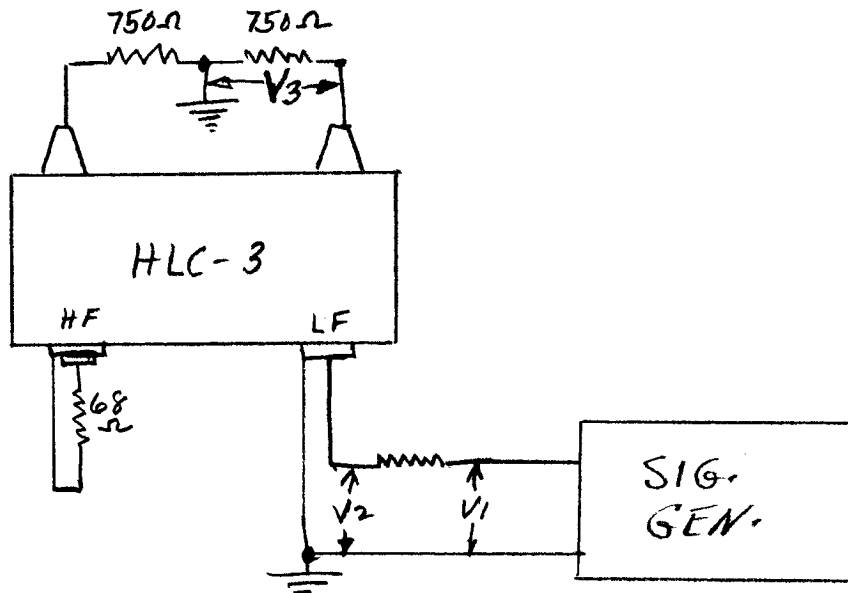 750Ω 750Ω
V3
HLC-3
HF LF
68
Ω
V2 V1
SIG.
GEN.